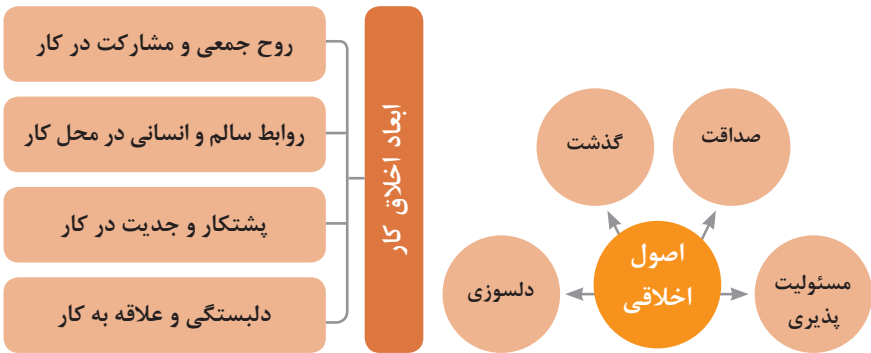 صداقت
گذشت
اصول
اخلاقی
مسئولیت
پذیری
دلسوزی
ابعاد اخلاق کار
روح جمعی و مشارکت در کار
روابط سالم و انسانی در محل کار
پشتکار و جدیت در کار
دلبستگی و علاقه به کار